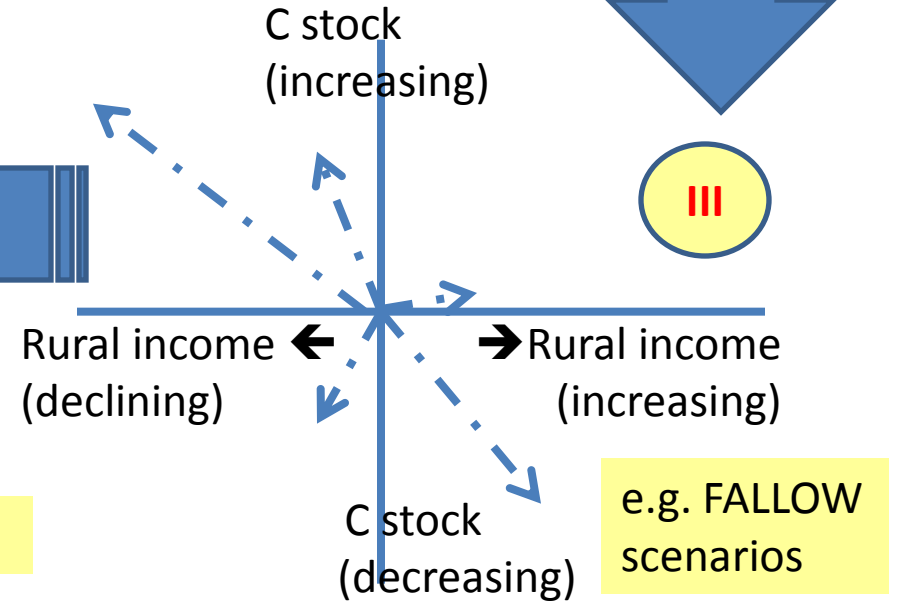 C stock
(increasing)
III
Rural income ←
(declining)
→Rural income
(increasing)
C stock
(decreasing)
e.g. FALLOW
scenarios